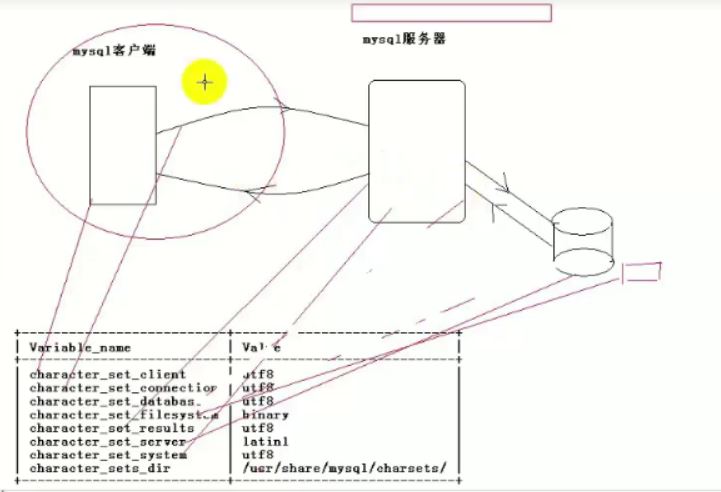 mysql客户端
mysql服务器
Variable_name Value
character_set_client utf8
character_set_connection utf8
character_set_databas utf8
character_set_filesystem binary
character_set_results utf8
character_set_server latin1
character_set_system utf8
character_sets_dir /usr/share/mysql/charsets/